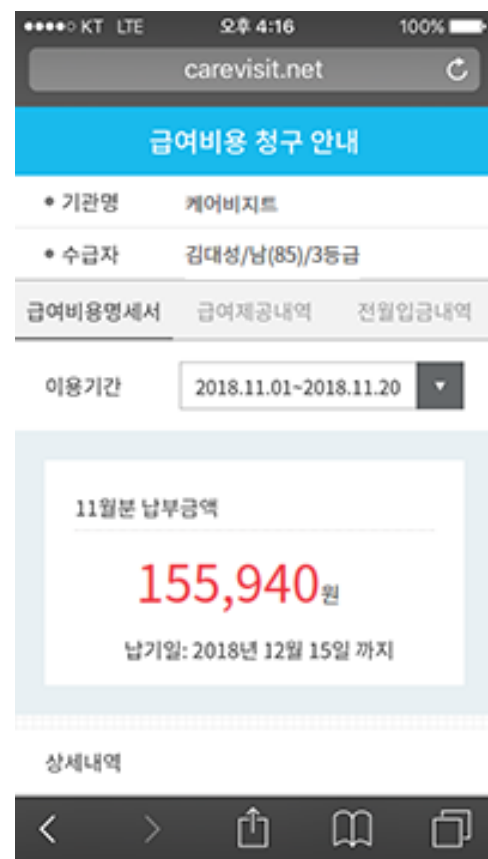 KT LTE 오후 4:16 100%
carevisit.net
급여비용 청구 안내
• 기관명 케어비지트
• 수급자 김대성/남(85)/3등급
급여비용명세서 급여제공내역 전월입금내역
이용기간 2018.11.01~2018.11.20
11월분 납부금액
155,940원
납기일: 2018년 12월 15일 까지
상세내역